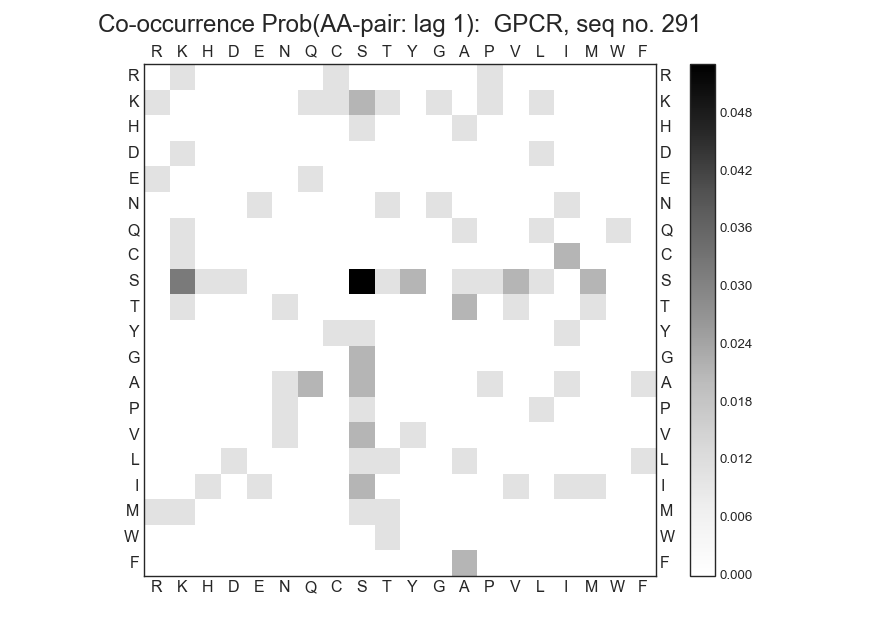 Co-occurrence Prob(AA-pair: lag 1):  GPCR, seq no. 291
R K H D E N Q C S T Y G A P V L I M W F
R R
K K
0.048
H H
D D
0.042
E E
N N
0.036
Q Q
C C
0.030
S S
T T
0.024
Y Y
G G
0.018
A A
P P
V V
0.012
L L
I I
0.006
M M
W W
F F
0.000
R K H D E N Q C S T Y G A P V L I M W F